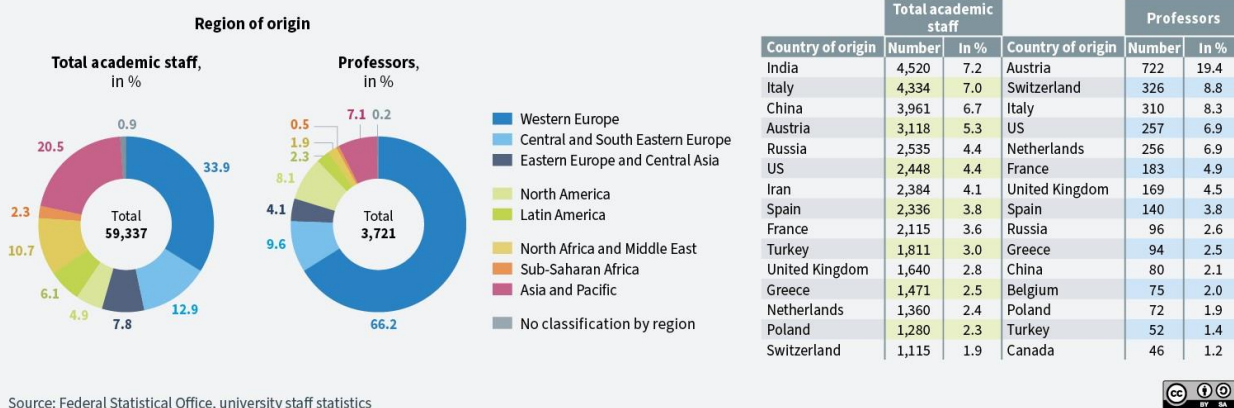 Region of origin
Total academic staff,
in %
0.9
20.5
33.9
2.3
10.7
6.1
4.9
7.8
12.9
Total
59,337
Professors,
in %
7.1 0.2
0.5
1.9
2.3
8.1
4.1
9.6
66.2
Total
3,721
Western Europe
Central and South Eastern Europe
Eastern Europe and Central Asia
North America
Latin America
North Africa and Middle East
Sub-Saharan Africa
Asia and Pacific
No classification by region
Total academic staff Professors
Country of origin Number In % Country of origin Number In %
India 4,520 7.2 Austria 722 19.4
Italy 4,334 7.0 Switzerland 326 8.8
China 3,961 6.7 Italy 310 8.3
Austria 3,118 5.3 US 257 6.9
Russia 2,535 4.4 Netherlands 256 6.9
US 2,448 4.4 France 183 4.9
Iran 2,384 4.1 United Kingdom 169 4.5
Spain 2,336 3.8 Spain 140 3.8
France 2,115 3.6 Russia 96 2.6
Turkey 1,811 3.0 Greece 94 2.5
United Kingdom 1,640 2.8 China 80 2.1
Greece 1,471 2.5 Belgium 75 2.0
Netherlands 1,360 2.4 Poland 72 1.9
Poland 1,280 2.3 Turkey 52 1.4
Switzerland 1,115 1.9 Canada 46 1.2
Source: Federal Statistical Office, university staff statistics
cc BY SA